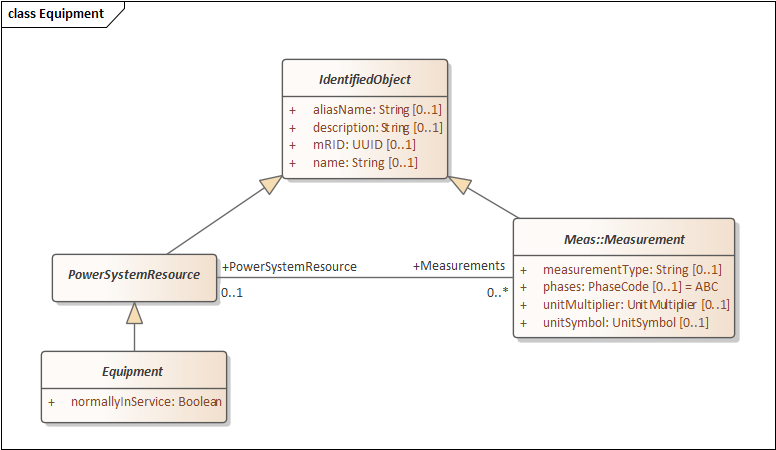 class Equipment
IdentifiedObject
+ aliasName: String [0..1]
+ description: String [0..1]
+ mRID: UUID [0..1]
+ name: String [0..1]
Meas::Measurement
+ measurementType: String [0..1]
+ phases: PhaseCode [0..1] = ABC
+ unitMultiplier: UnitMultiplier [0..1]
+ unitSymbol: UnitSymbol [0..1]
PowerSystemResource
+PowerSystemResource
+Measurements
0..1
0..*
Equipment
+ normallyInService: Boolean